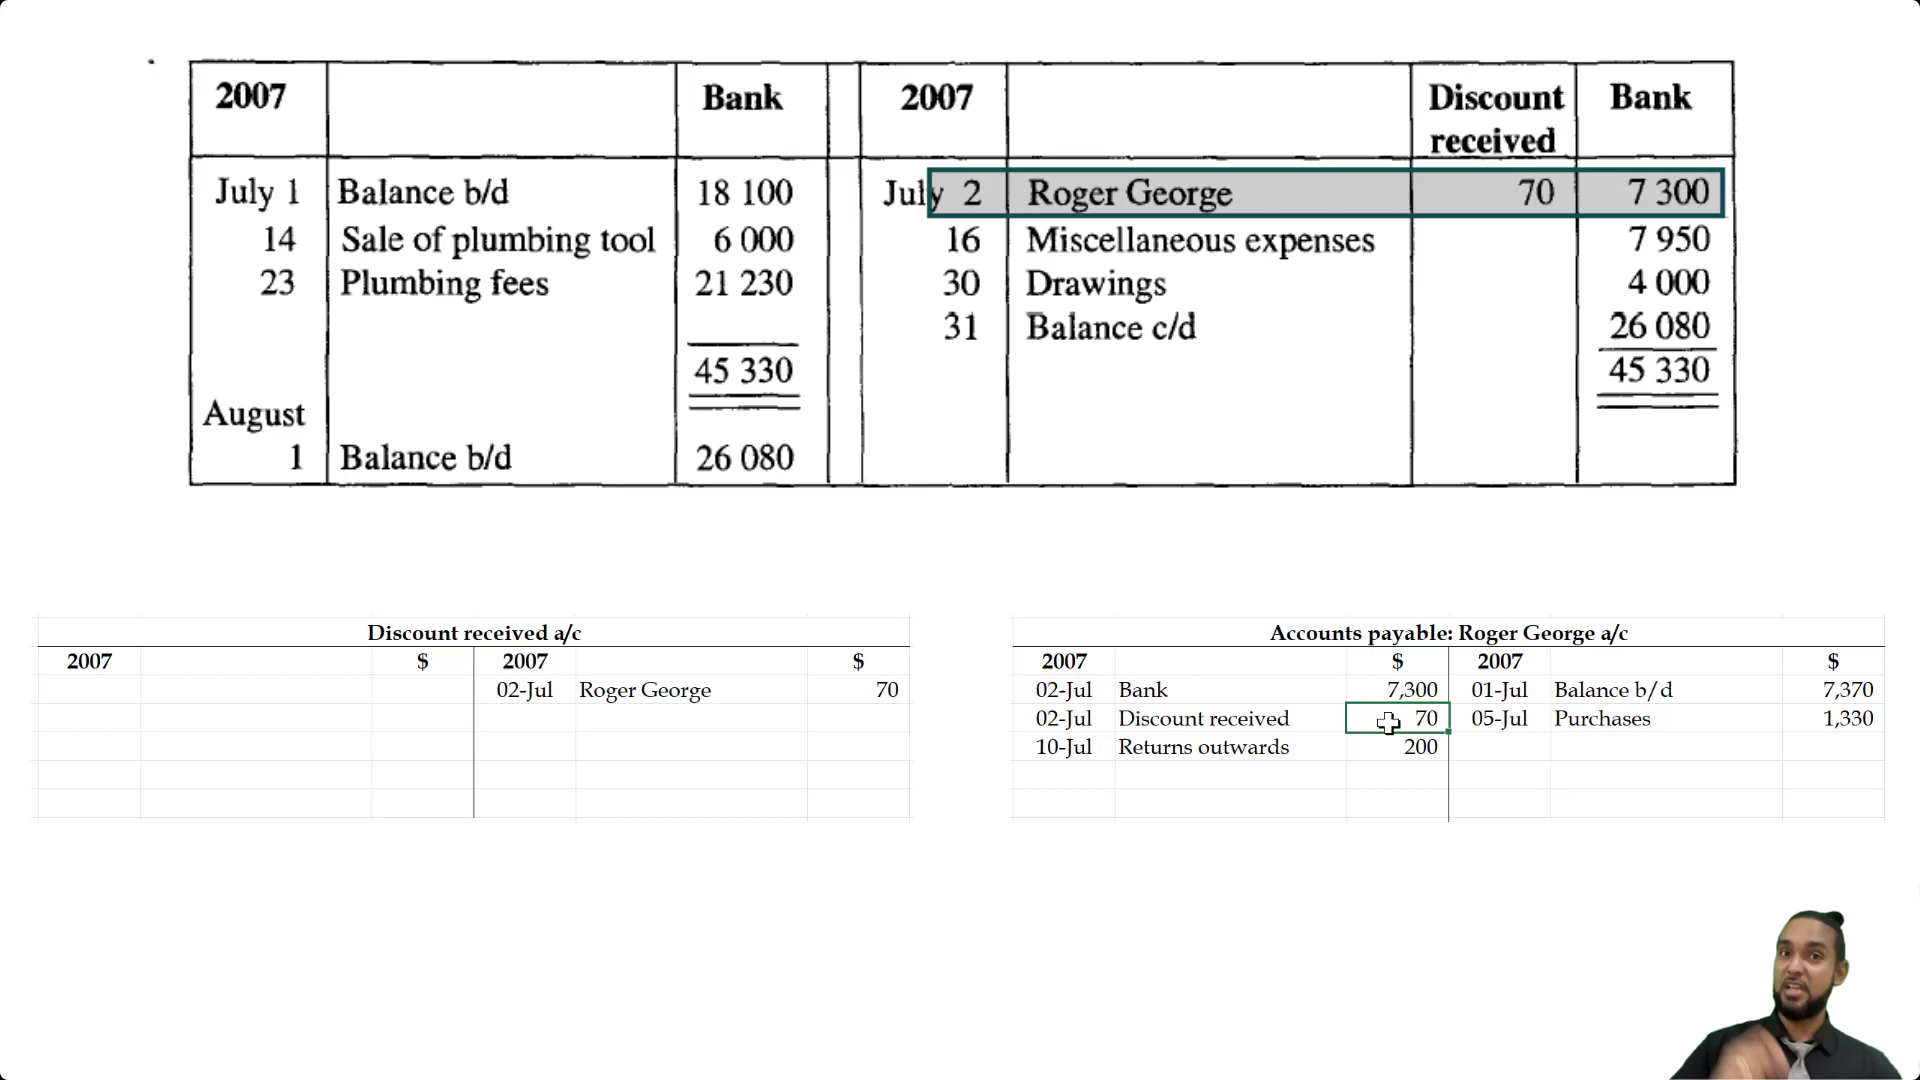 2007 Bank 2007 Discount received Bank
July 1 Balance b/d 18 100 July 2 Roger George 70 7 300
14 Sale of plumbing tool 6 000 16 Miscellaneous expenses 7 950
23 Plumbing fees 21 230 30 Drawings 4 000
31 Balance c/d 26 080
45 330 45 330
August
1 Balance b/d 26 080
Discount received a/c
2007 $ 2007 $
02-Jul Roger George 70
Accounts payable: Roger George a/c
2007 $ 2007 $
02-Jul Bank 7,300 01-Jul Balance b/d 7,370
02-Jul Discount received 70 05-Jul Purchases 1,330
10-Jul Returns outwards 200